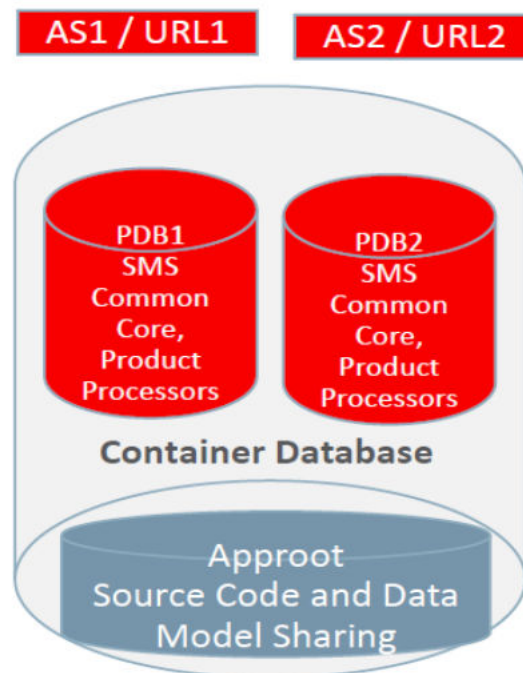 AS1 / URL1
AS2 / URL2
PDB1
SMS
Common
Core,
Product
Processors
PDB2
SMS
Common
Core,
Product
Processors
Container Database
Approot
Source Code and Data
Model Sharing